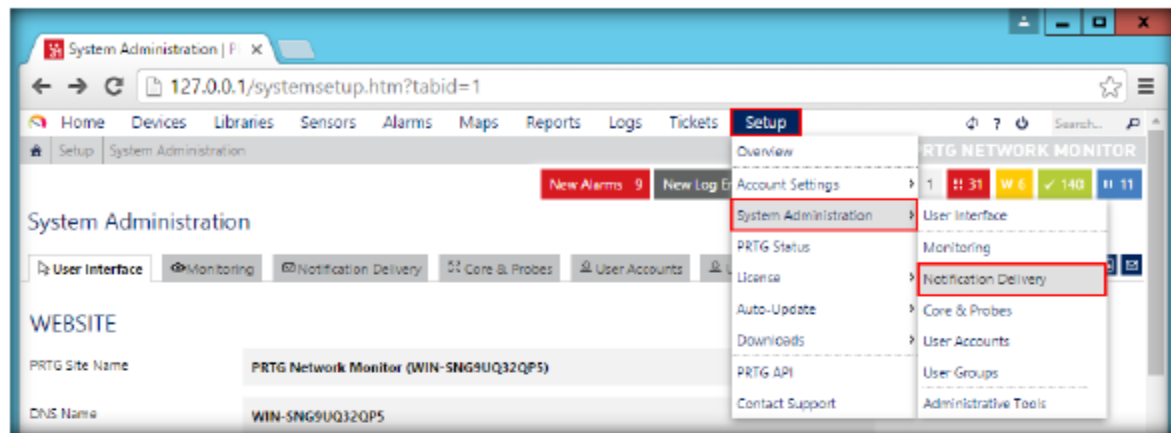 System Administration | P
127.0.0.1/systemsetup.htm?tabid=1
Home Devices Libraries Sensors Alarms Maps Reports Logs Tickets Setup ? Search...
Setup System Administration
PRTG NETWORK MONITOR
Overview
New Alarms 9 New Log E
Account Settings
1 !! 31 W 6 140 11
System Administration
System Administration
User Interface
PRTG Status
Monitoring
User Interface Monitoring Notification Delivery Core & Probes User Accounts
License
Notification Delivery
Auto-Update
Core & Probes
WEBSITE
Downloads
User Accounts
PRTG Site Name PRTG Network Monitor (WIN-SNG9UQ32QP5)
PRTG API
User Groups
Contact Support
Administrative Tools
DNS Name WIN-SNG9UQ32QP5